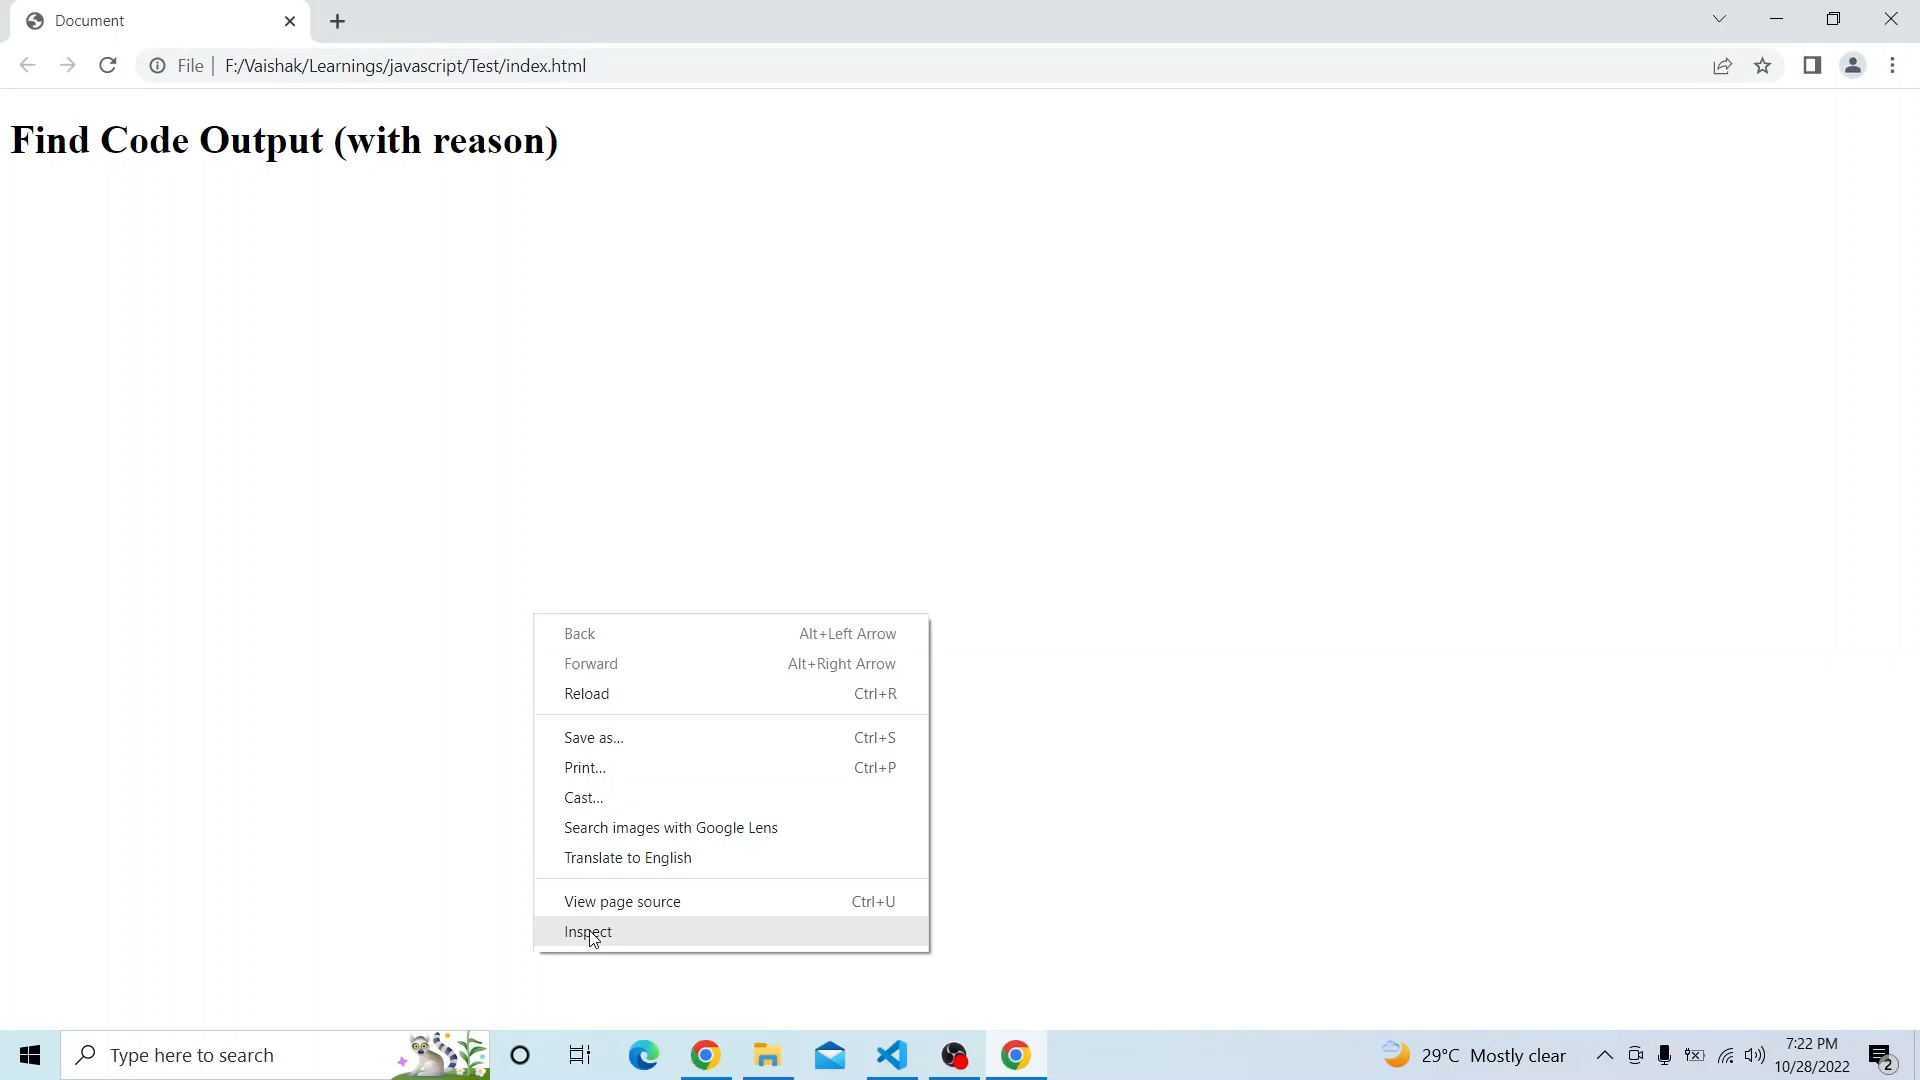 Document
File | F:/Vaishak/Learnings/javascript/Test/index.html
Find Code Output (with reason)
Back Alt+Left Arrow
Forward Alt+Right Arrow
Reload Ctrl+R
Save as... Ctrl+S
Print... Ctrl+P
Cast...
Search images with Google Lens
Translate to English
View page source Ctrl+U
Inspect
Type here to search
29°C Mostly clear
7:22 PM
10/28/2022
2